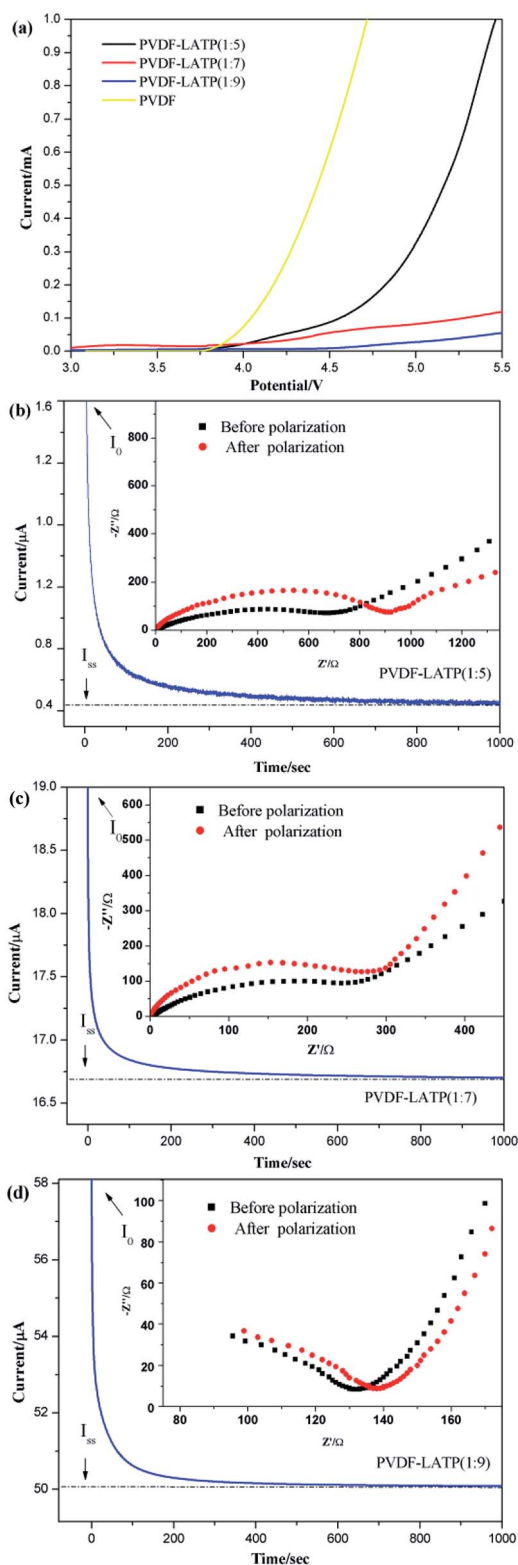 (a)
PVDF-LATP(1:5)
PVDF-LATP(1:7)
PVDF-LATP(1:9)
PVDF
Current/mA
1.0
0.9
0.8
0.7
0.6
0.5
0.4
0.3
0.2
0.1
0.0
3.0 3.5 4.0 4.5 5.0 5.5
Potential/V
(b)
Current/μA
1.6
1.2
1.0
1.2
0.8
0.4
I0
Iss
-Z''/Ω
800
600
400
200
0
Before polarization
After polarization
0 200 400 600 800 1000 1200
Z'/Ω
PVDF-LATP(1:5)
0 200 400 600 800 1000
Time/sec
(c)
Current/μA
19.0
18.5
18.0
17.5
16.7
16.5
I0
Iss
-Z''/Ω
650
600
550
500
450
400
350
300
250
200
150
100
50
0
Before polarization
After polarization
0 100 200 300 400
Z'/Ω
PVDF-LATP(1:7)
0 200 400 600 800 1000
Time/sec
(d)
Current/μA
58
56
54
52
50
I0
Iss
-Z''/Ω
100
80
60
40
20
0
Before polarization
After polarization
80 100 120 140 160
Z'/Ω
PVDF-LATP(1:9)
0 200 400 600 800 1000
Time/sec